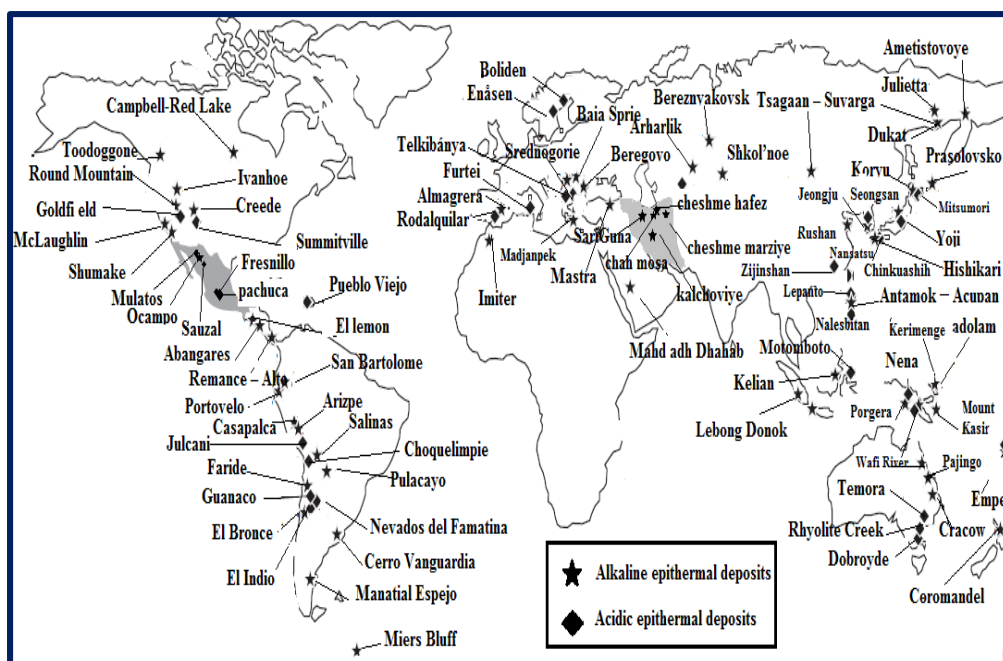 Ametistovoye
Boliden
Julietta
Enåsen
Bereznvakovsk
Tsagaan – Suvarga
Baia Sprie
Campbell-Red Lake
Arharlik
Dukat
Telkibánya
Toodoggone
Srednogorie
Beregovo
Shkol'noe
Prasolovsko
Round Mountain
Ivanhoe
Furtei
Korvu
Almagrera
Jeongju
Seongsan
Goldfi eld
Creede
cheshme hafez
Mitsumori
Rodalquilar
McLaughlin
Summitville
Madjanpek
SariGuna
cheshme marziye
Rushan
Nansatsu
Yoji
Shumake
Fresnillo
chah mosa
Zijinshan
Chinkuashih
Hishikari
Mulatos
pachuca
Pueblo Viejo
Imiter
Mastra
kalchoviye
Lepanto
Ocampo
Antamok – Acupan
Sauzal
El lemon
Nalesbitan
Abangares
Mahd adh Dhahab
Motomboto
Kerimenge
adolam
San Bartolome
Nena
Remance – Alto
Kelian
Portovelo
Arizpe
Casapalca
Salinas
Lebong Donok
Porgera
Mount
Kasir
Julcani
Choquelimpie
Wafi River
Pajingo
Faride
Pulacayo
Temora
Empe
Guanaco
Nevados del Famatina
El Bronce
Rhyolite Creek
Cracow
Dobroyde
Cerro Vanguardia
El Indio
Alkaline epithermal deposits
Manatial Espejo
Coromandel
Acidic epithermal deposits
Miers Bluff